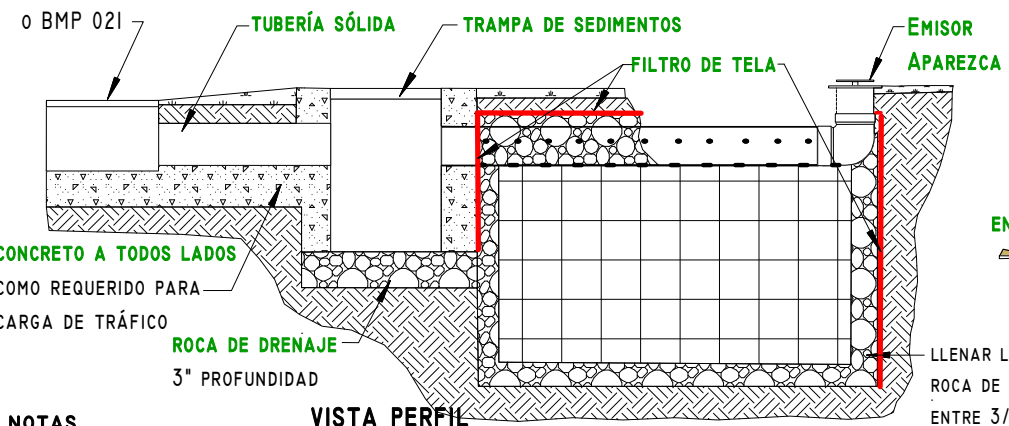 o BMP 021
TUBERÍA SÓLIDA
TRAMPA DE SEDIMENTOS
FILTRO DE TELA
EMISOR
APAREZCA
CONCRETO A TODOS LADOS
COMO REQUERIDO PARA
CARGA DE TRÁFICO
ROCA DE DRENAJE
3" PROFUNDIDAD
EN
LLENAR L
ROCA DE
ENTRE 3/
NOTAS
VISTA PERFIL